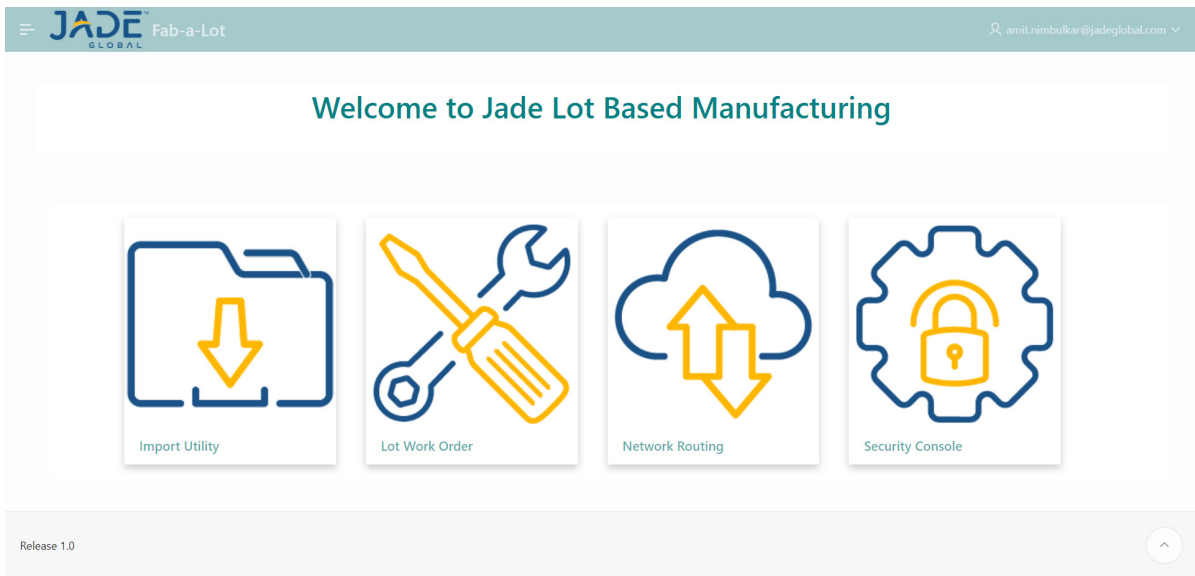 JADE™
GLOBAL
Fab-a-Lot
amit.nimbulkar@jadeglobal.com
Welcome to Jade Lot Based Manufacturing
Import Utility
Lot Work Order
Network Routing
Security Console
Release 1.0